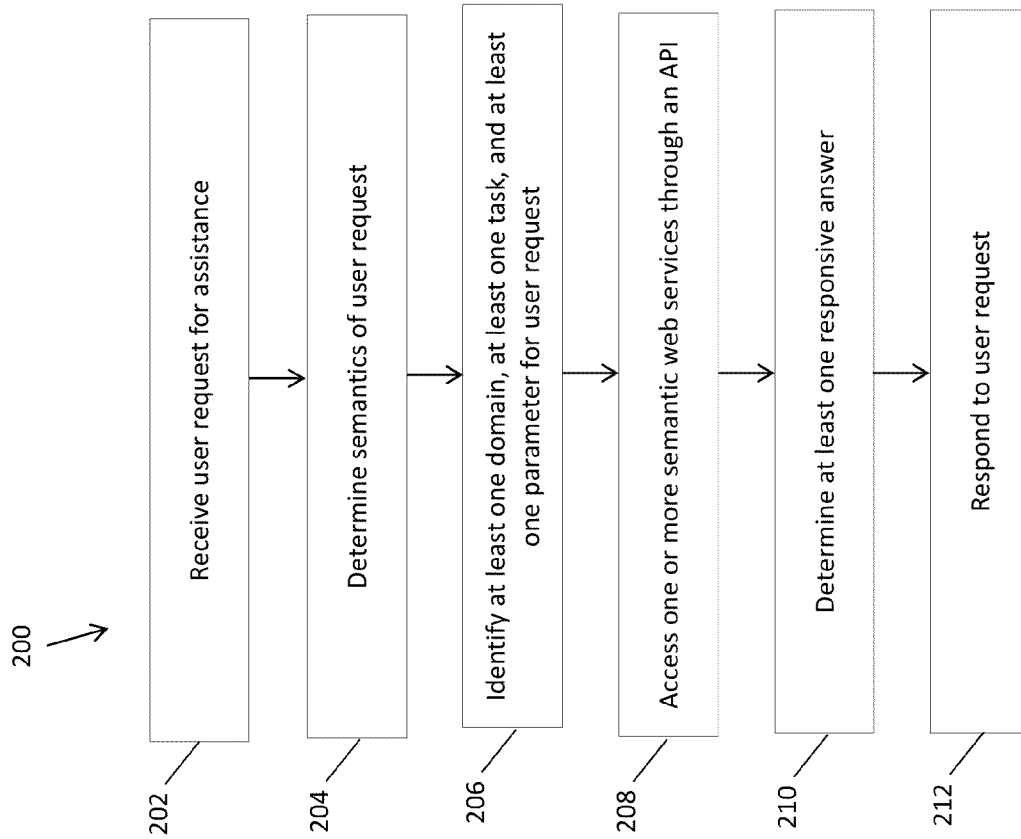 200
202
Receive user request for assistance
204
Determine semantics of user request
206
Identify at least one domain, at least one task, and at least
one parameter for user request
208
Access one or more semantic web services through an API
210
Determine at least one responsive answer
212
Respond to user request